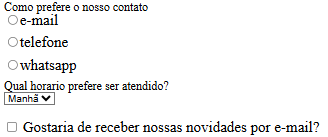 Como prefere o nosso contato
e-mail
telefone
whatsapp
Qual horario prefere ser atendido?
Manhã
Gostaria de receber nossas novidades por e-mail?